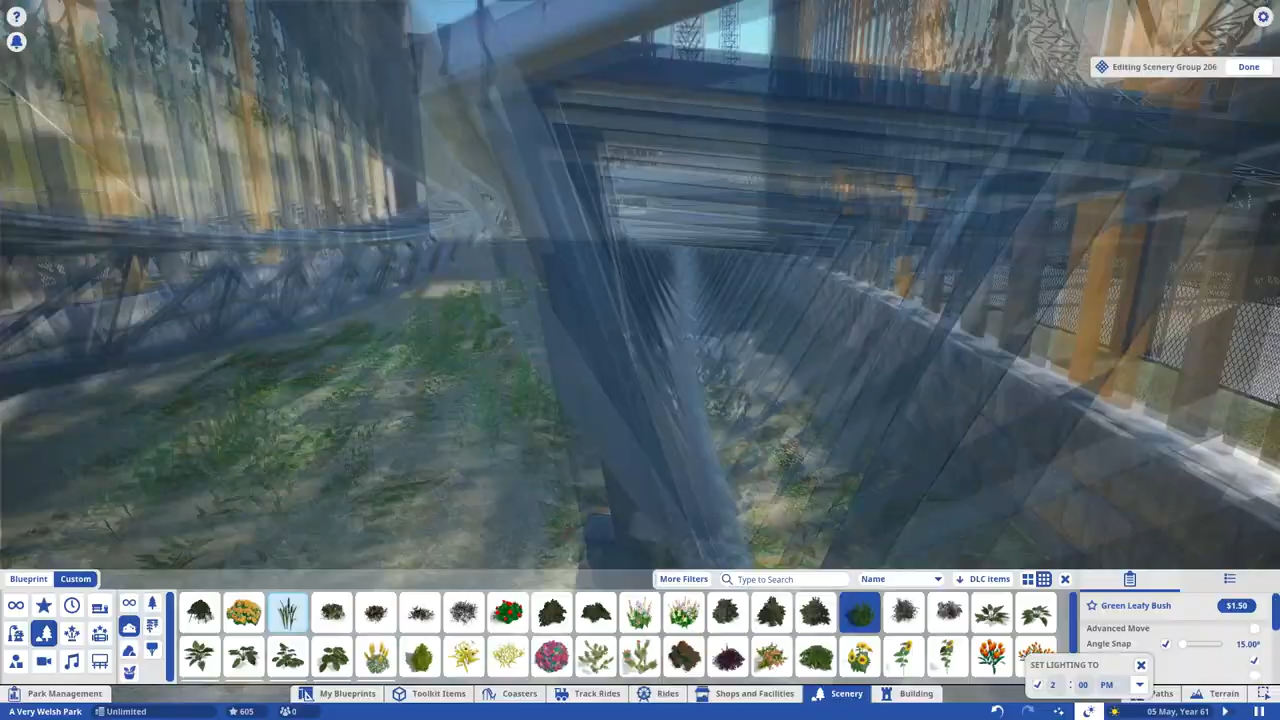 ?
Editing Scenery Group 206 Done
Blueprint Custom More Filters Type to Search Name DLC items
Green Leafy Bush $1.50
Advanced Move
Angle Snap 15.00°
SET LIGHTING TO
2 : 00 PM
Park Management My Blueprints Toolkit Items Coasters Track Rides Rides Shops and Facilities Scenery Building Paths Terrain
A Very Welsh Park Unlimited 605 0 05 May, Year 61